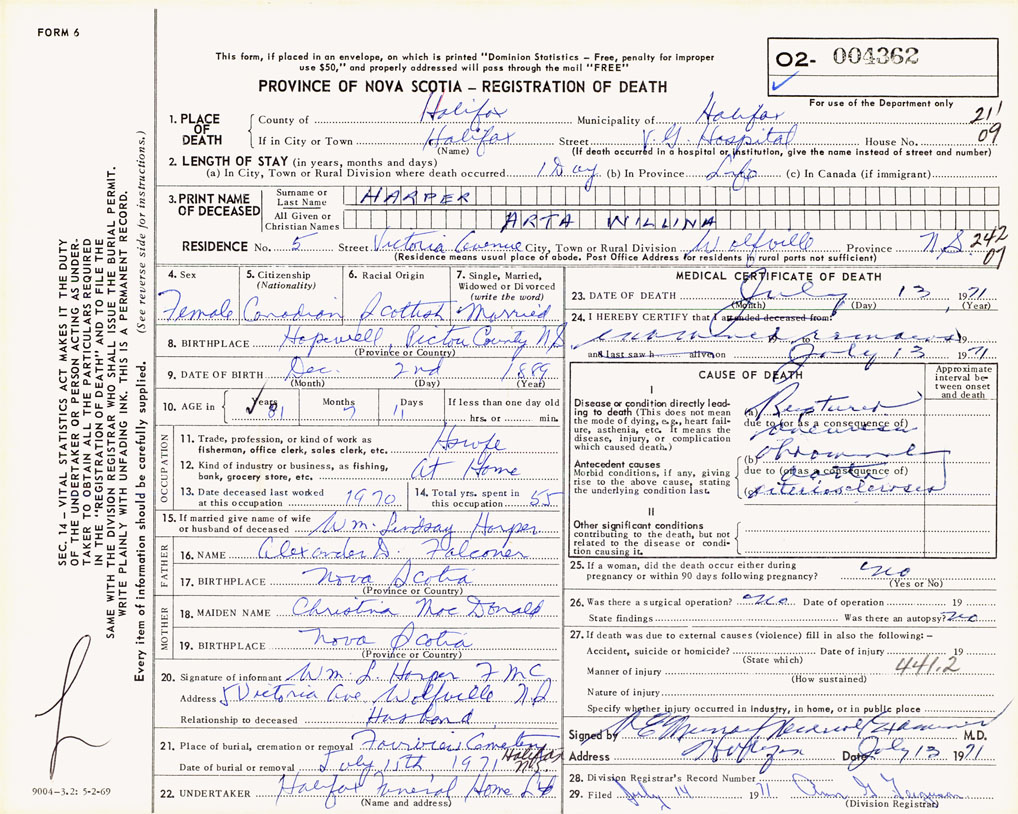 FORM 6
This form, if placed in an envelope, on which is printed "Dominion Statistics – Free, penalty for improper
use $50," and properly addressed will pass through the mail "FREE"
PROVINCE OF NOVA SCOTIA – REGISTRATION OF DEATH
O2- 004362
For use of the Department only
1. PLACE OF DEATH
County of Halifax Municipality of Halifax 211
If in City or Town Halifax Street V. G. Hospital House No. 09
(Name) (If death occurred in a hospital or institution, give the name instead of street and number)
2. LENGTH OF STAY (in years, months and days)
(a) In City, Town or Rural Division where death occurred 1 Day (b) In Province Life (c) In Canada (if immigrant)
3. PRINT NAME OF DECEASED
Surname or Last Name HARPER
All Given or Christian Names ARTA WILLINA
RESIDENCE No. 5 Street Victoria Avenue City, Town or Rural Division Wolfville Province N.S. 242
(Residence means usual place of abode. Post Office Address for residents in rural parts not sufficient) 07
4. Sex 5. Citizenship (Nationality) 6. Racial Origin 7. Single, Married, Widowed or Divorced (write the word)
Female Canadian Scottish Married
8. BIRTHPLACE Hopewell, Pictou County N.S.
(Province or Country)
9. DATE OF BIRTH Dec. 2nd 1889
(Month) (Day) (Year)
10. AGE in Years 81 Months 7 Days 11 If less than one day old
hrs. or min.
OCCUPATION
11. Trade, profession, or kind of work as fisherman, office clerk, sales clerk, etc. Hswfe
12. Kind of industry or business, as fishing, bank, grocery store, etc. At Home
13. Date deceased last worked at this occupation 1970 14. Total yrs. spent in this occupation 55
15. If married give name of wife or husband of deceased Wm. Lindsay Harper
FATHER
16. NAME Alexander D. Falconer
17. BIRTHPLACE Nova Scotia
(Province or Country)
MOTHER
18. MAIDEN NAME Christina MacDonald
19. BIRTHPLACE Nova Scotia
(Province or Country)
20. Signature of informant Wm. L. Harper
Address 5 Victoria Ave Wolfville N.S.
Relationship to deceased Husband
21. Place of burial, cremation or removal
Date of burial or removal July 15th 1971 Halifax N.S.
22. UNDERTAKER Halifax Funeral Home Ltd
(Name and address)
MEDICAL CERTIFICATE OF DEATH
23. DATE OF DEATH July 13 1971
(Month) (Day) (Year)
24. I HEREBY CERTIFY that I attended deceased from
examined remains to 19
and last saw h alive on July 13 1971
CAUSE OF DEATH
Approximate interval between onset and death
I
Disease or condition directly leading to death (This does not mean the mode of dying, e.g., heart failure, asthenia, etc. It means the disease, injury, or complication which caused death.)
(a) Ruptured
due to (or as a consequence of)
aneurysm
Antecedent causes
Morbid conditions, if any, giving rise to the above cause, stating the underlying condition last.
(b) abdominal
due to (or as a consequence of)
aorta
(c) arteriosclerosis
II
Other significant conditions contributing to the death, but not related to the disease or condition causing it.
25. If a woman, did the death occur either during pregnancy or within 90 days following pregnancy? No
(Yes or No)
26. Was there a surgical operation? No Date of operation 19
State findings Was there an autopsy? No
27. If death was due to external causes (violence) fill in also the following: –
Accident, suicide or homicide? Date of injury 19
(State which)
Manner of injury 441.2
(How sustained)
Nature of injury
Specify whether injury occurred in industry, in home, or in public place
Signed by R E Murray Medical Examiner M.D.
Address Halifax Date July 13 1971
28. Division Registrar's Record Number
29. Filed July 14 1971 Ann G. Ferguson
(Division Registrar)
SEC. 14 – VITAL STATISTICS ACT MAKES IT THE DUTY
OF THE UNDERTAKER OR PERSON ACTING AS UNDER-
TAKER TO OBTAIN ALL THE PARTICULARS REQUIRED
IN THE "REGISTRATION OF DEATH" AND TO FILE THE
SAME WITH THE DIVISION REGISTRAR WHO SHALL ISSUE THE BURIAL PERMIT.
WRITE PLAINLY WITH UNFADING INK. THIS IS A PERMANENT RECORD.
Every item of information should be carefully supplied. (See reverse side for instructions.)
9004-3.2: 5-2-69